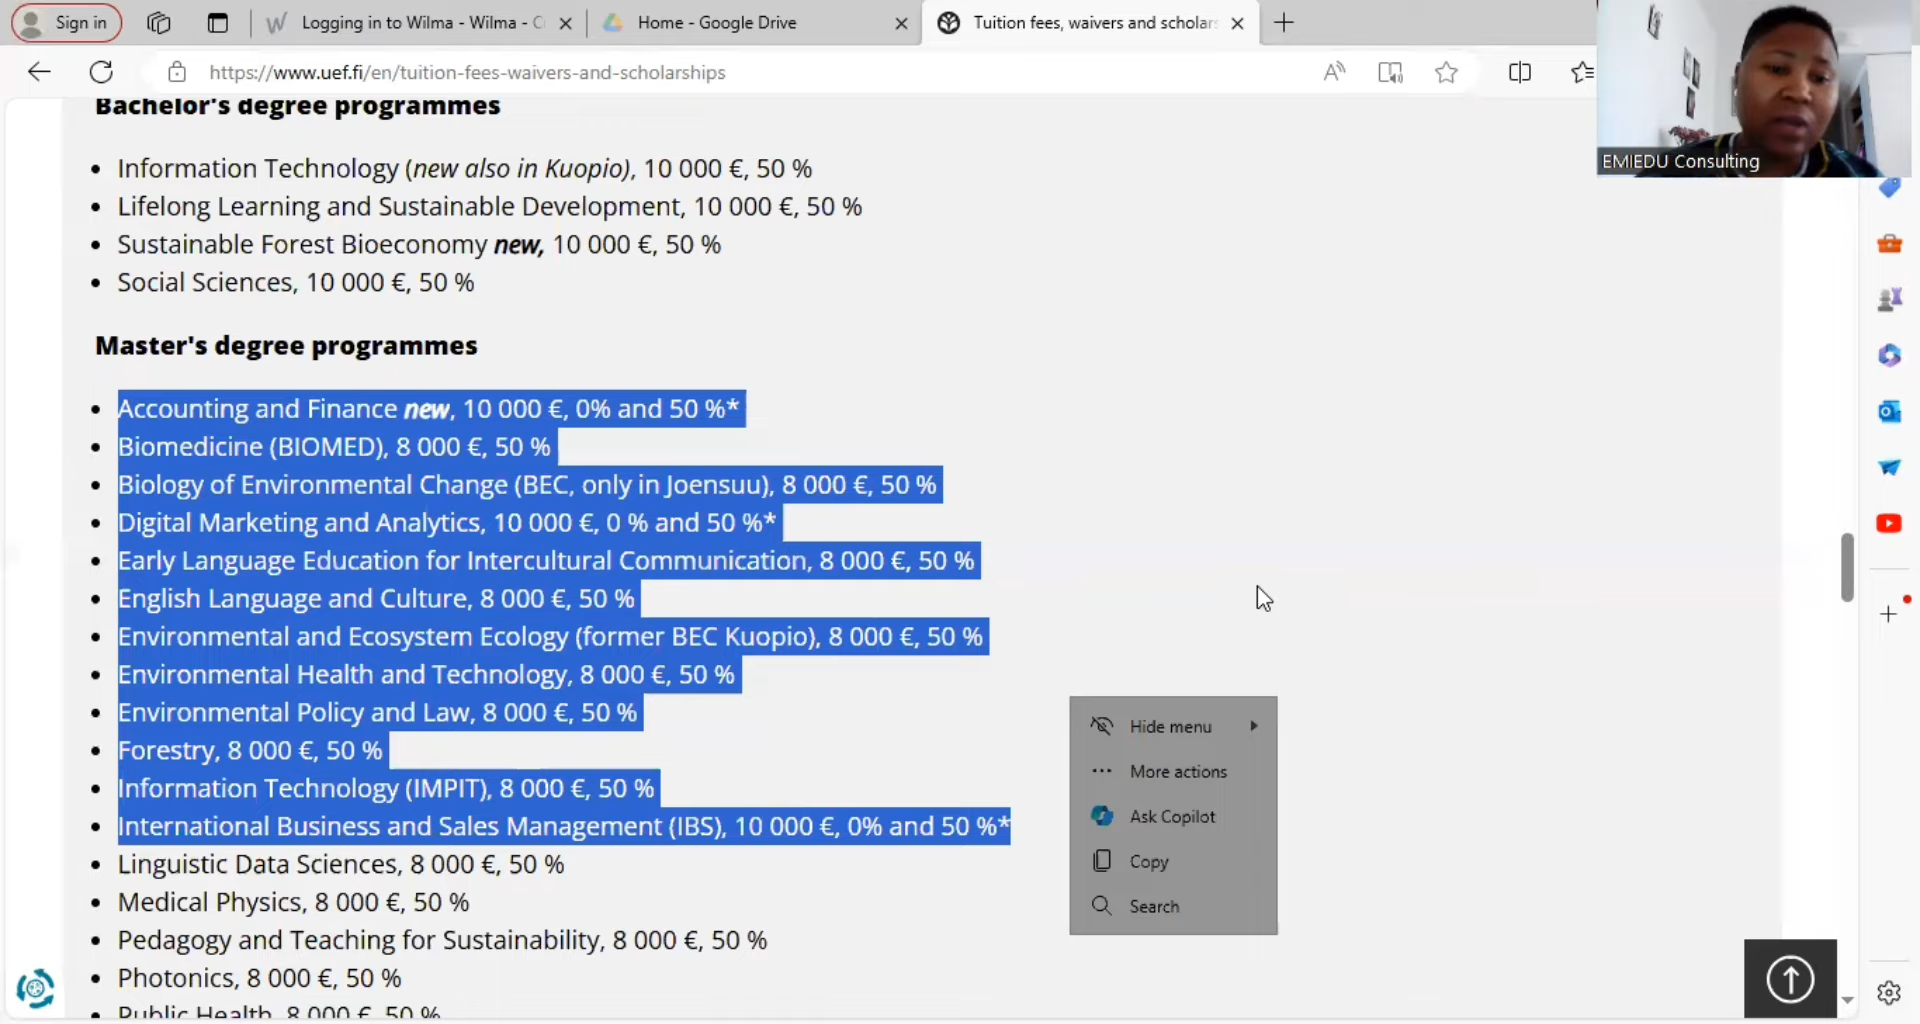 Sign in
Logging in to Wilma - Wilma -
Home - Google Drive
Tuition fees, waivers and scholars
https://www.uef.fi/en/tuition-fees-waivers-and-scholarships
EMIEDU Consulting
Bachelor's degree programmes
• Information Technology (new also in Kuopio), 10 000 €, 50 %
• Lifelong Learning and Sustainable Development, 10 000 €, 50 %
• Sustainable Forest Bioeconomy new, 10 000 €, 50 %
• Social Sciences, 10 000 €, 50 %
Master's degree programmes
• Accounting and Finance new, 10 000 €, 0% and 50 %*
• Biomedicine (BIOMED), 8 000 €, 50 %
• Biology of Environmental Change (BEC, only in Joensuu), 8 000 €, 50 %
• Digital Marketing and Analytics, 10 000 €, 0 % and 50 %*
• Early Language Education for Intercultural Communication, 8 000 €, 50 %
• English Language and Culture, 8 000 €, 50 %
• Environmental and Ecosystem Ecology (former BEC Kuopio), 8 000 €, 50 %
• Environmental Health and Technology, 8 000 €, 50 %
• Environmental Policy and Law, 8 000 €, 50 %
• Forestry, 8 000 €, 50 %
• Information Technology (IMPIT), 8 000 €, 50 %
• International Business and Sales Management (IBS), 10 000 €, 0% and 50 %*
• Linguistic Data Sciences, 8 000 €, 50 %
• Medical Physics, 8 000 €, 50 %
• Pedagogy and Teaching for Sustainability, 8 000 €, 50 %
• Photonics, 8 000 €, 50 %
• Public Health, 8 000 €, 50 %
Hide menu
More actions
Ask Copilot
Copy
Search